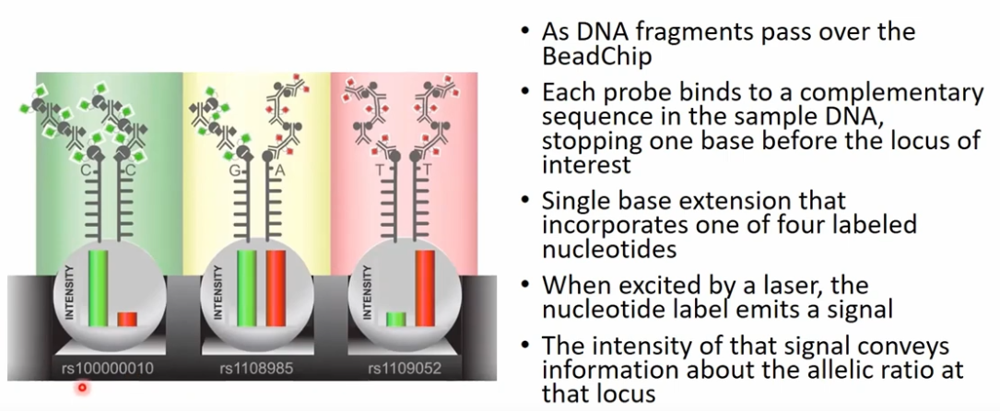 C C
G A
T T
INTENSITY
INTENSITY
INTENSITY
rs100000010
rs1108985
rs1109052
• As DNA fragments pass over the
BeadChip
• Each probe binds to a complementary
sequence in the sample DNA,
stopping one base before the locus of
interest
• Single base extension that
incorporates one of four labeled
nucleotides
• When excited by a laser, the
nucleotide label emits a signal
• The intensity of that signal conveys
information about the allelic ratio at
that locus